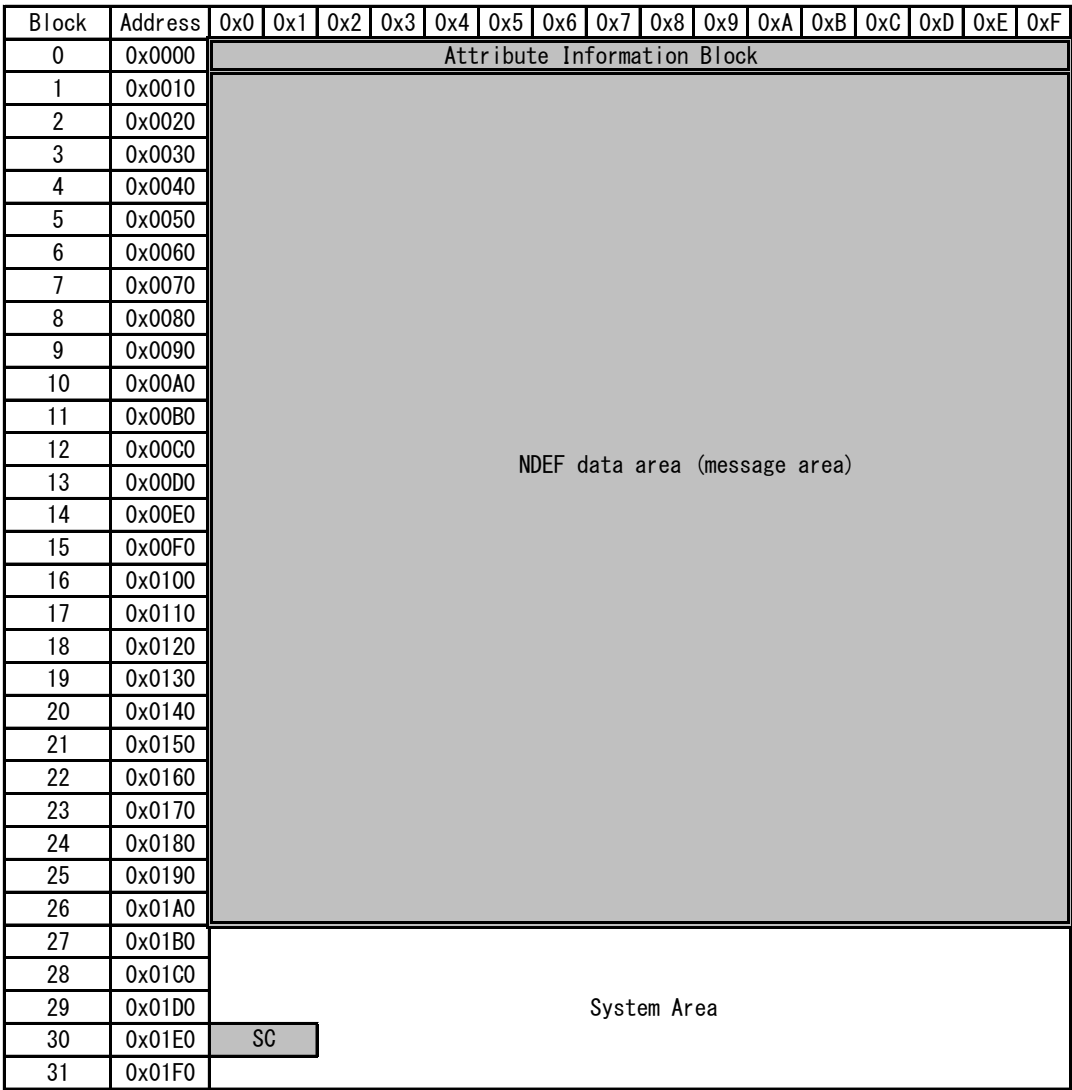 Block Address 0x0 0x1 0x2 0x3 0x4 0x5 0x6 0x7 0x8 0x9 0xA 0xB 0xC 0xD 0xE 0xF
0 0x0000 Attribute Information Block
1 0x0010
2 0x0020
3 0x0030
4 0x0040
5 0x0050
6 0x0060
7 0x0070
8 0x0080
9 0x0090
10 0x00A0
11 0x00B0
12 0x00C0
NDEF data area (message area)
13 0x00D0
14 0x00E0
15 0x00F0
16 0x0100
17 0x0110
18 0x0120
19 0x0130
20 0x0140
21 0x0150
22 0x0160
23 0x0170
24 0x0180
25 0x0190
26 0x01A0
27 0x01B0
28 0x01C0
29 0x01D0 System Area
30 0x01E0 SC
31 0x01F0